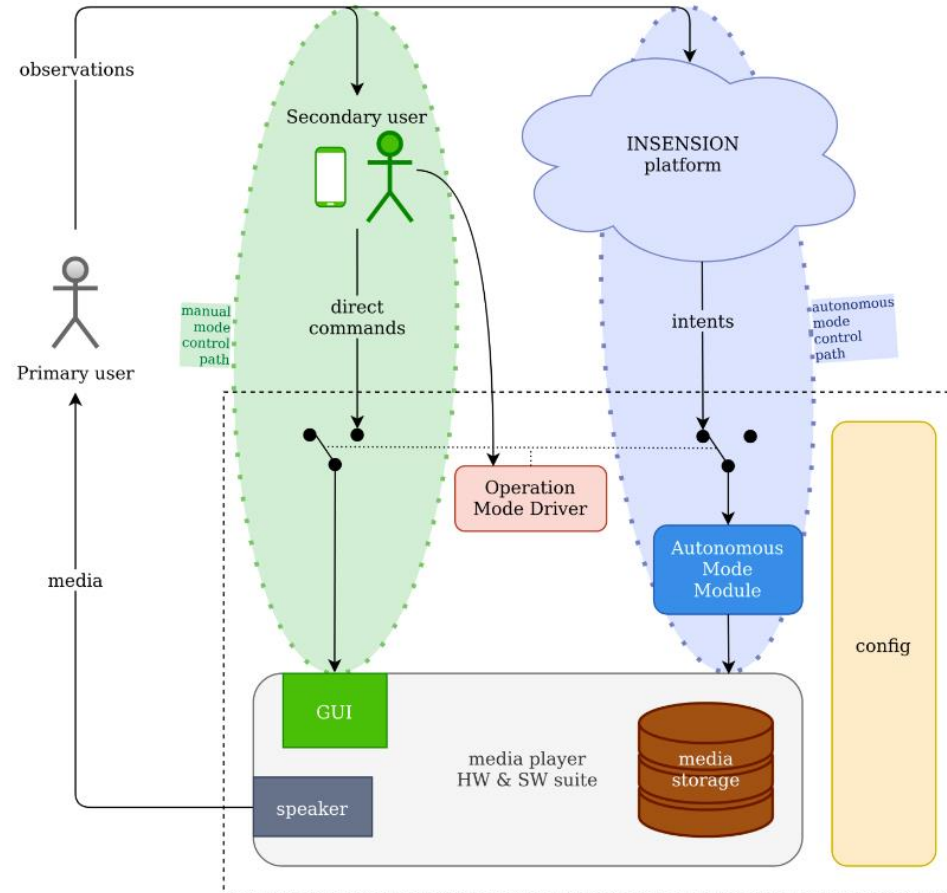 observations
Secondary user
INSENSION
platform
direct
commands
manual
mode
control
path
intents
autonomous
mode
control
path
Primary user
Operation
Mode Driver
Autonomous
Mode
Module
media
config
GUI
media player
HW & SW suite
media
storage
speaker